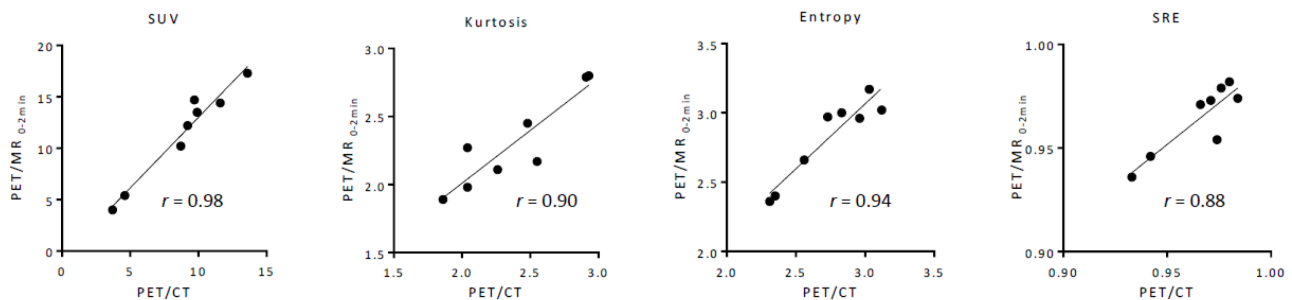 SUV
20
15
10
5
0
0 5 10 15
PET/MR 0-2min
PET/CT
r = 0.98
Kurtosis
3.0
2.5
2.0
1.5
1.5 2.0 2.5 3.0
PET/MR 0-2min
PET/CT
r = 0.90
Entropy
3.5
3.0
2.5
2.0
2.0 2.5 3.0 3.5
PET/MR 0-2min
PET/CT
r = 0.94
SRE
1.00
0.95
0.90
0.90 0.95 1.00
PET/MR 0-2min
PET/CT
r = 0.88